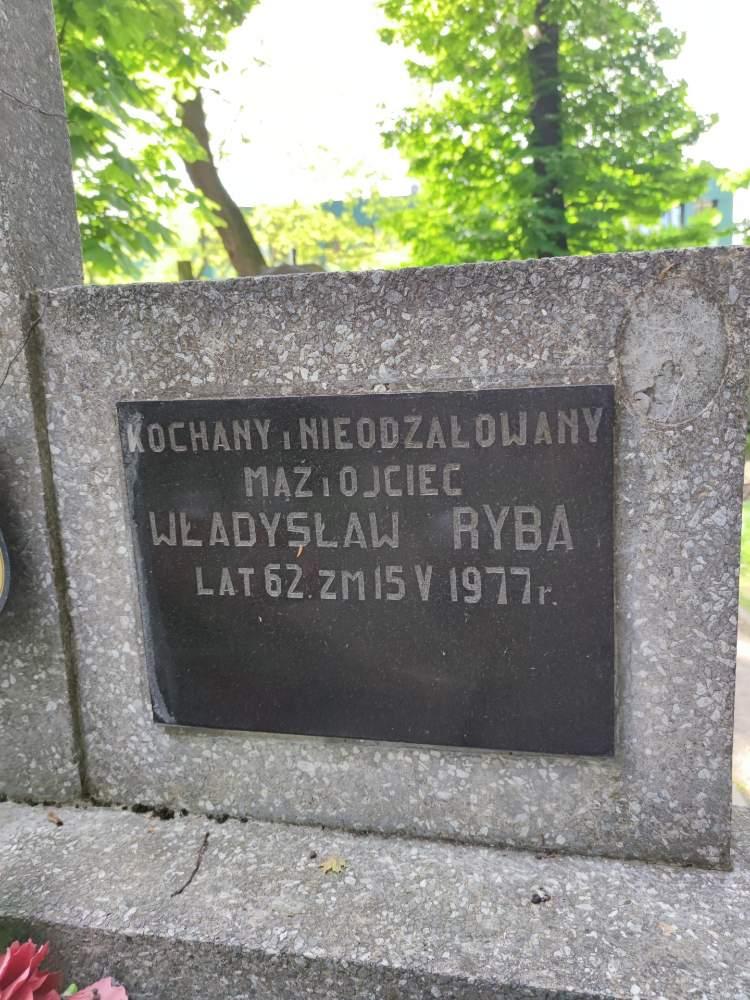 KOCHANY i NIEODŻAŁOWANY
MĄŻ i OJCIEC
WŁADYSŁAW RYBA
LAT 62. ZM 15 V 1977 r.